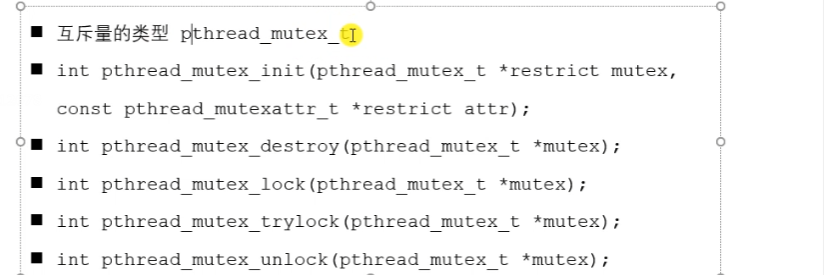 ■ 互斥量的类型 pthread_mutex_t
■ int pthread_mutex_init(pthread_mutex_t *restrict mutex,
const pthread_mutexattr_t *restrict attr);
■ int pthread_mutex_destroy(pthread_mutex_t *mutex);
■ int pthread_mutex_lock(pthread_mutex_t *mutex);
■ int pthread_mutex_trylock(pthread_mutex_t *mutex);
■ int pthread_mutex_unlock(pthread_mutex_t *mutex);